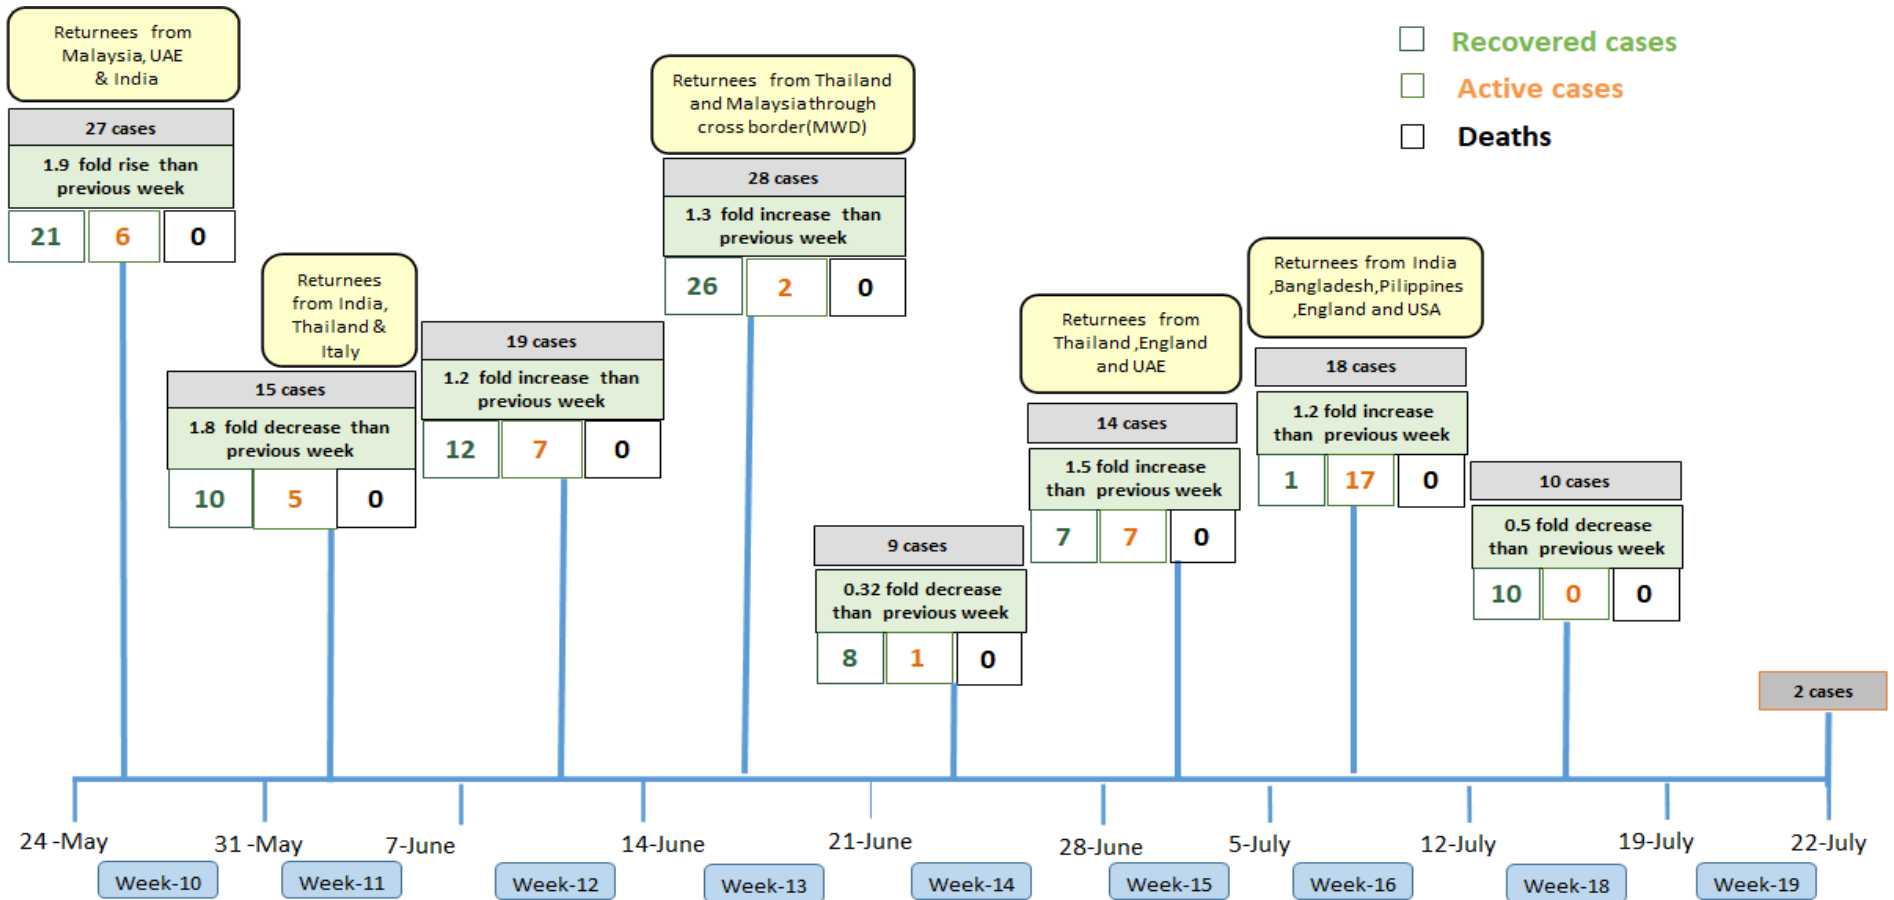 Returnees from
Malaysia, UAE
& India
27 cases
1.9 fold rise than
previous week
21 6 0
Returnees
from India,
Thailand &
Italy
15 cases
1.8 fold decrease than
previous week
10 5 0
19 cases
1.2 fold increase than
previous week
12 7 0
Returnees from Thailand
and Malaysiathrough
cross border(MWD)
28 cases
1.3 fold increase than
previous week
26 2 0
9 cases
0.32 fold decrease
than previous week
8 1 0
Returnees from
Thailand ,England
and UAE
14 cases
1.5 fold increase
than previous week
7 7 0
Returnees from India
,Bangladesh,Pilippines
,England and USA
18 cases
1.2 fold increase
than previous week
1 17 0
10 cases
0.5 fold decrease
than previous week
10 0 0
2 cases
Recovered cases
Active cases
Deaths
24 -May 31 -May 7-June 14-June 21-June 28-June 5-July 12-July 19-July 22-July
Week-10 Week-11 Week-12 Week-13 Week-14 Week-15 Week-16 Week-18 Week-19